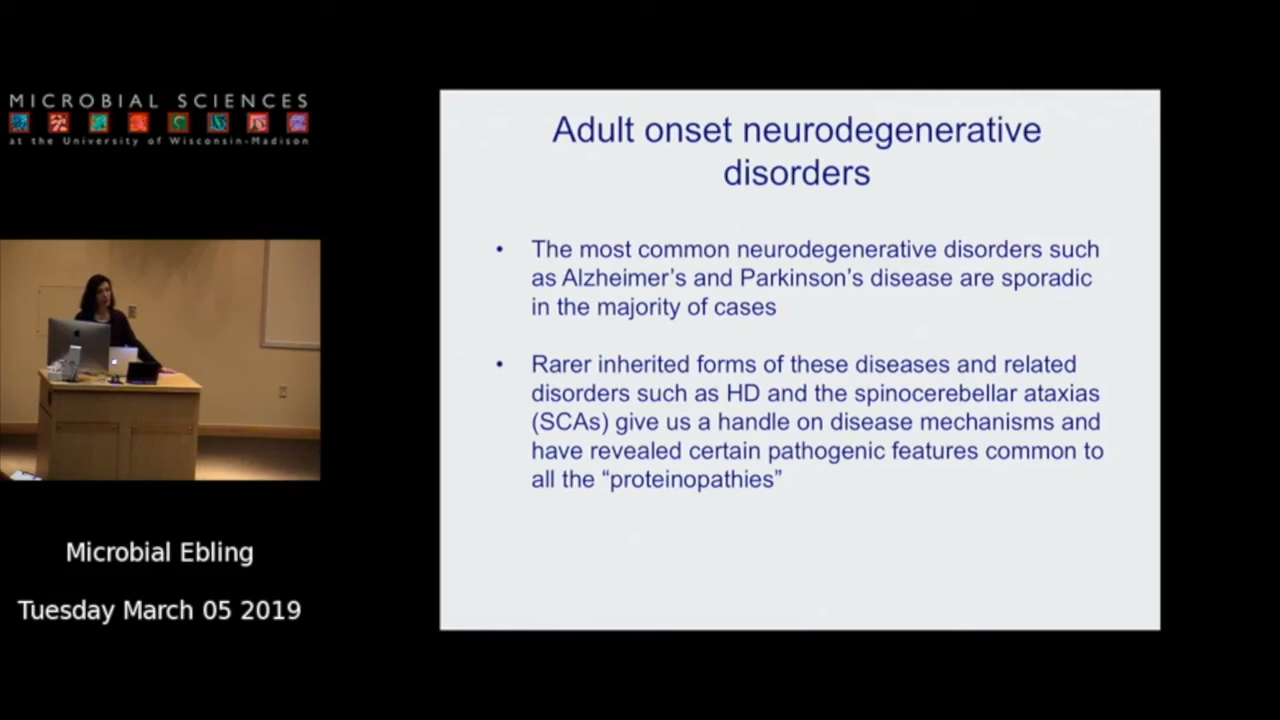 MICROBIAL SCIENCES
at the University of Wisconsin-Madison
Microbial Ebling
Tuesday March 05 2019
Adult onset neurodegenerative
disorders
• The most common neurodegenerative disorders such
as Alzheimer’s and Parkinson’s disease are sporadic
in the majority of cases
• Rarer inherited forms of these diseases and related
disorders such as HD and the spinocerebellar ataxias
(SCAs) give us a handle on disease mechanisms and
have revealed certain pathogenic features common to
all the “proteinopathies”